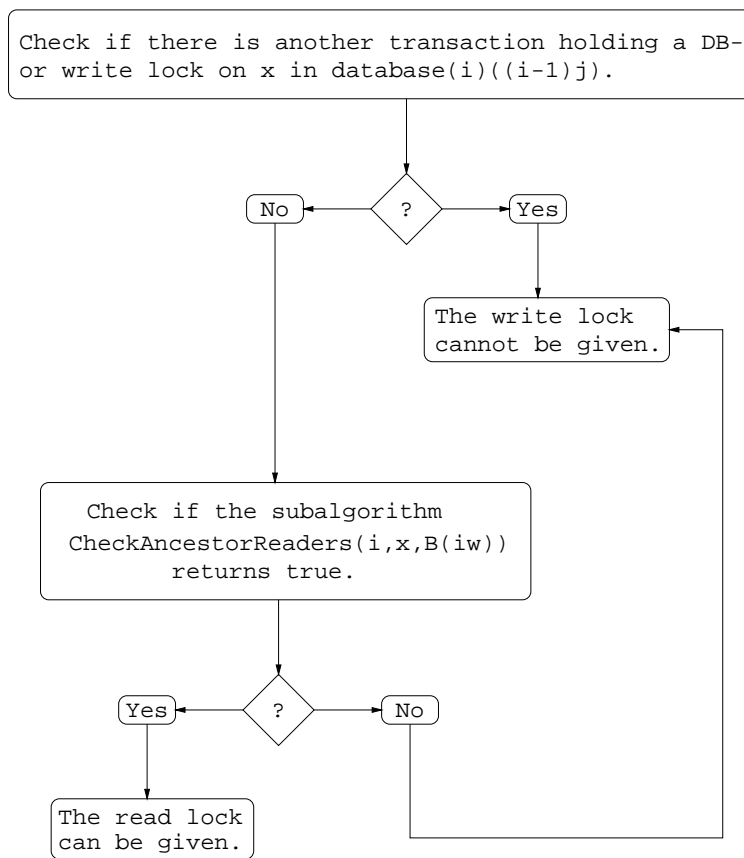 Check if there is another transaction holding a DB-
or write lock on x in database(i)((i-1)j).
No
?
Yes
The write lock
cannot be given.
Check if the subalgorithm
CheckAncestorReaders(i,x,B(iw))
returns true.
Yes
?
No
The read lock
can be given.